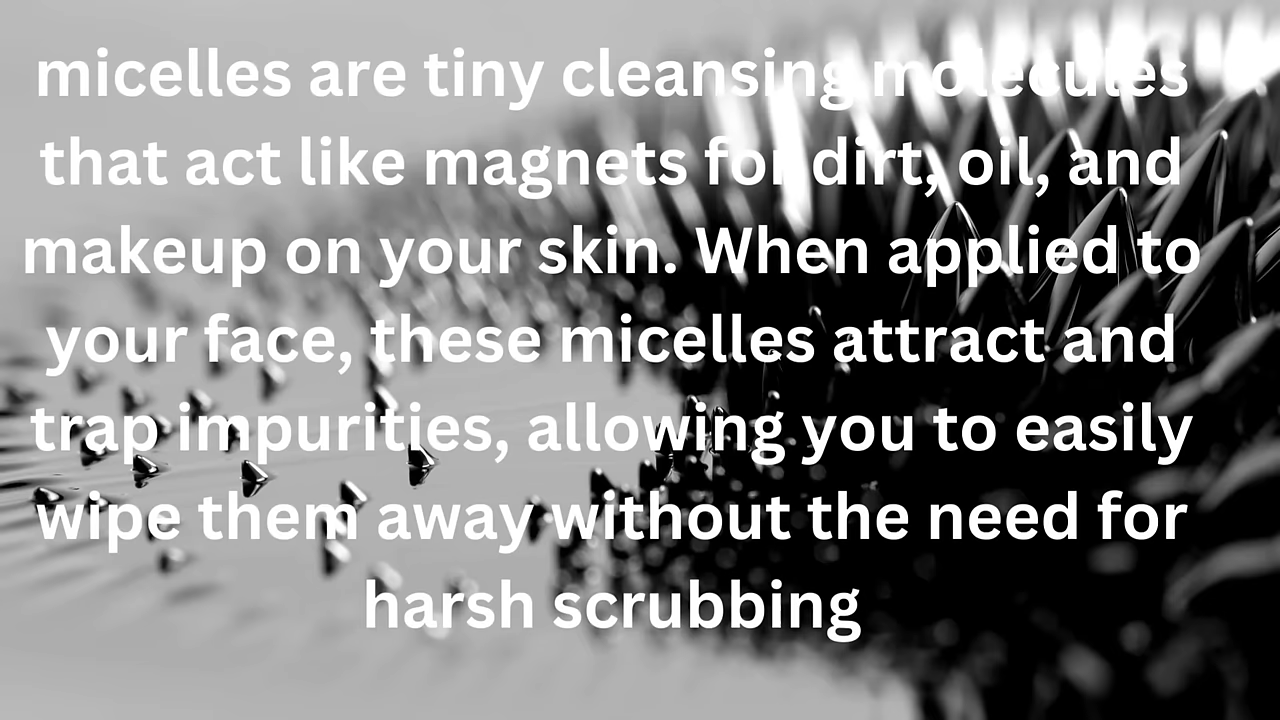 micelles are tiny cleansing molecules
that act like magnets for dirt, oil, and
makeup on your skin. When applied to
your face, these micelles attract and
trap impurities, allowing you to easily
wipe them away without the need for
harsh scrubbing